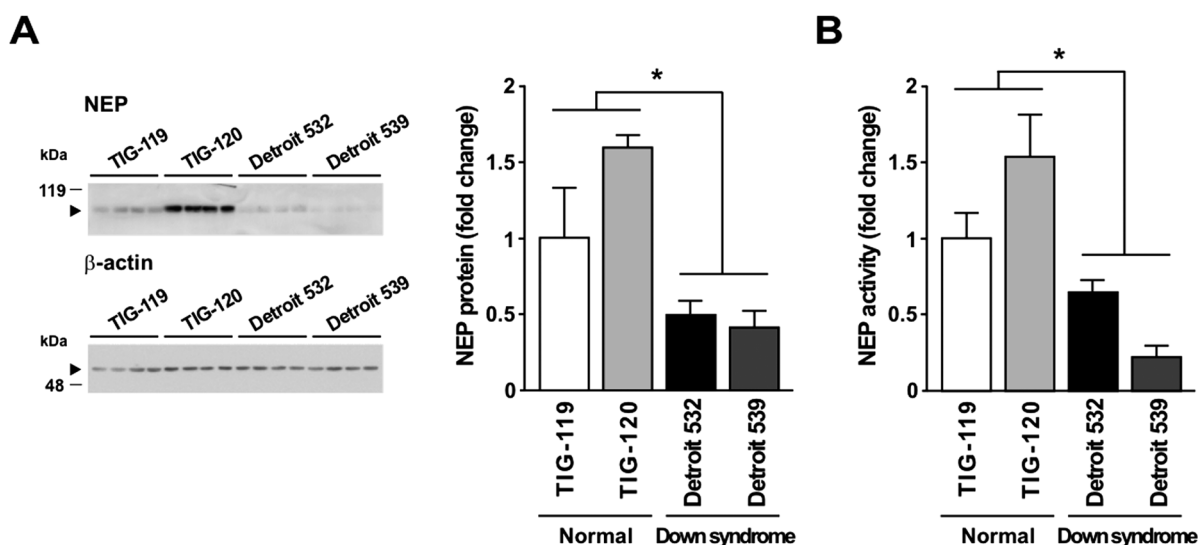 A
NEP
kDa
TIG-119
TIG-120
Detroit 532
Detroit 539
119
β-actin
kDa
TIG-119
TIG-120
Detroit 532
Detroit 539
48
NEP protein (fold change)
2
1.5
1
0.5
0
*
TIG-119
TIG-120
Detroit 532
Detroit 539
Normal
Down syndrome
B
NEP activity (fold change)
2
1.5
1
0.5
0
*
TIG-119
TIG-120
Detroit 532
Detroit 539
Normal
Down syndrome